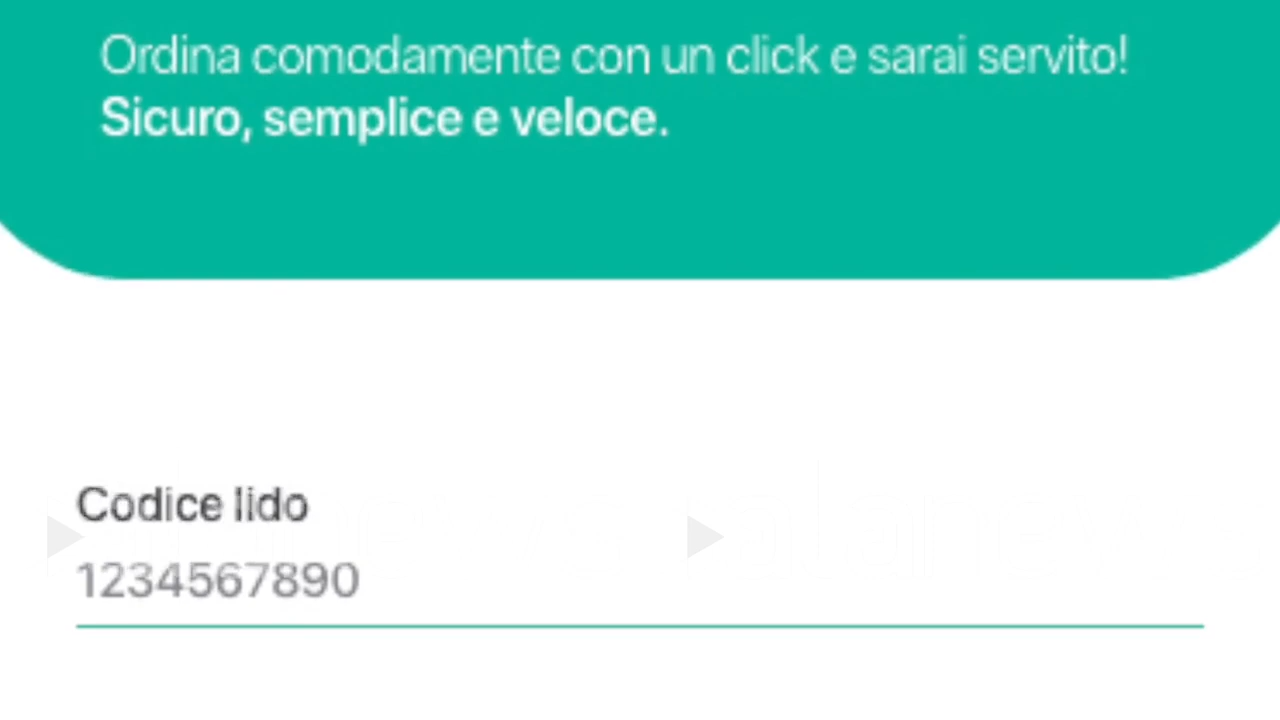 Ordina comodamente con un click e sarai servito!
Sicuro, semplice e veloce.
Codice lido
1234567890